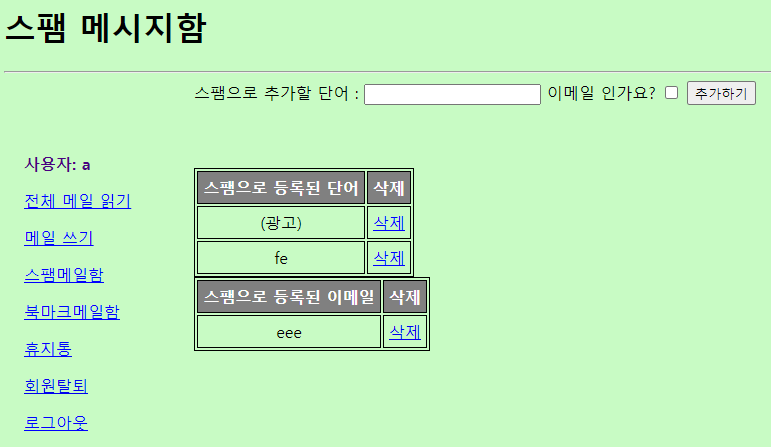 스팸 메시지함
스팸으로 추가할 단어 : 이메일 인가요? 추가하기
사용자: a
전체 메일 읽기
메일 쓰기
스팸메일함
북마크메일함
휴지통
회원탈퇴
로그아웃
스팸으로 등록된 단어 삭제
(광고) 삭제
fe 삭제
스팸으로 등록된 이메일 삭제
eee 삭제